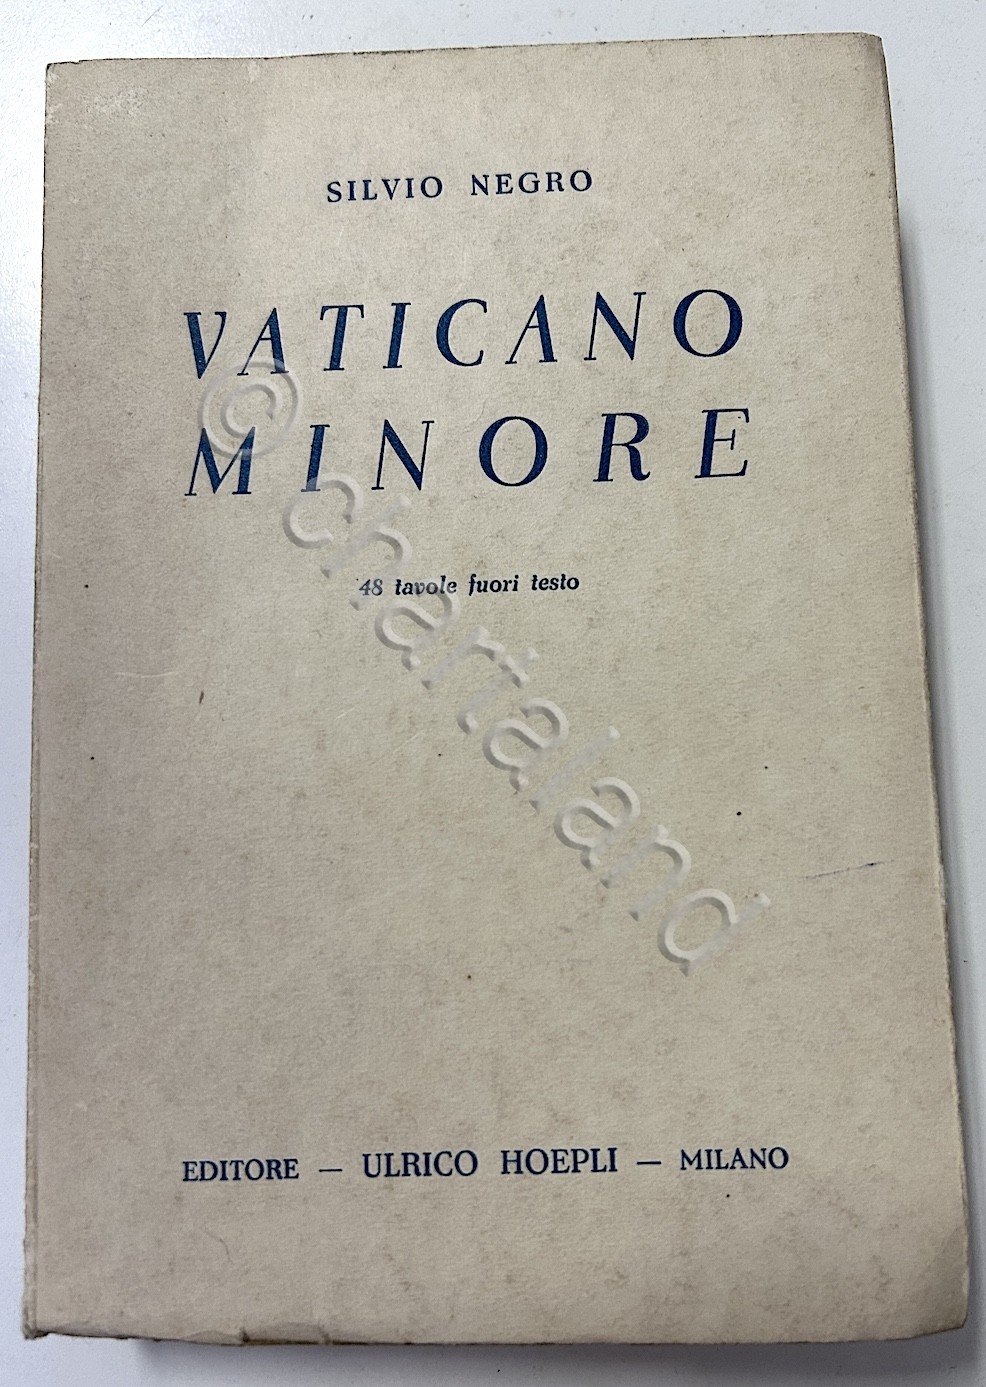 SILVIO NEGRO
VATICANO
MINORE
48 tavole fuori testo
EDITORE — ULRICO HOEPLI — MILANO
© chartaland